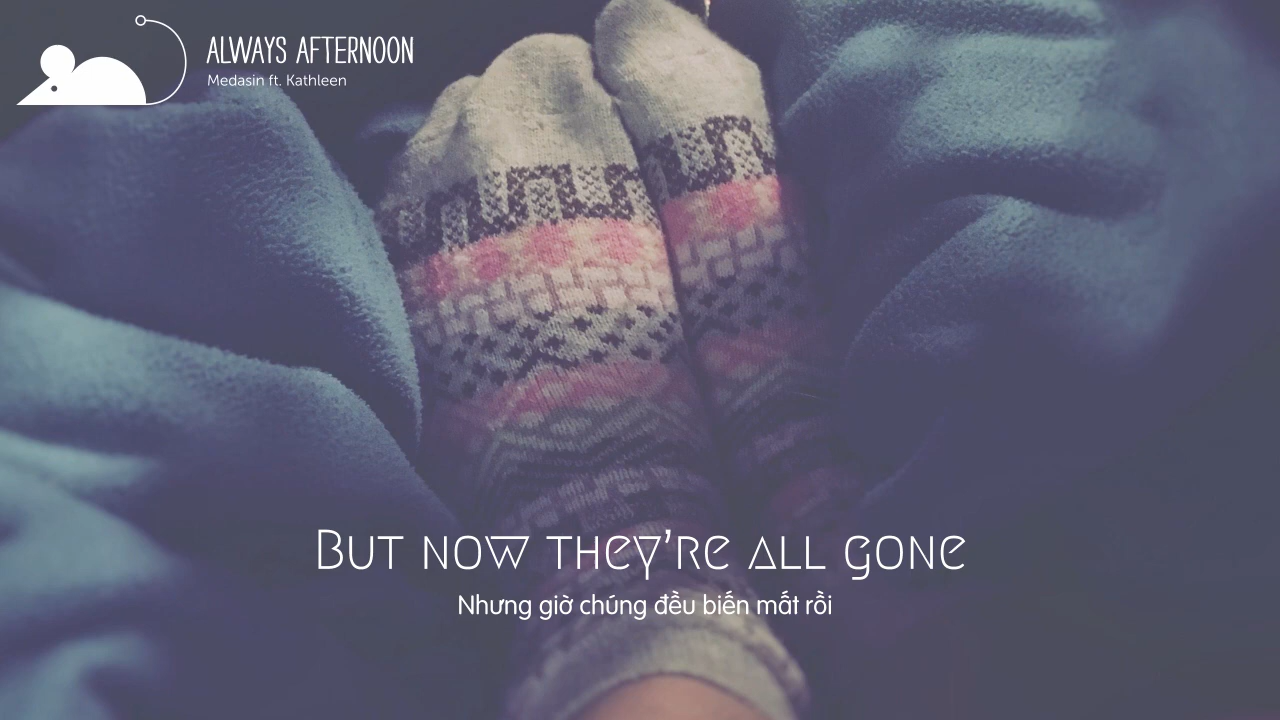 ALWAYS AFTERNOON
Medasin ft. Kathleen
But now they're all gone
Nhưng giờ chúng đều biến mất rồi